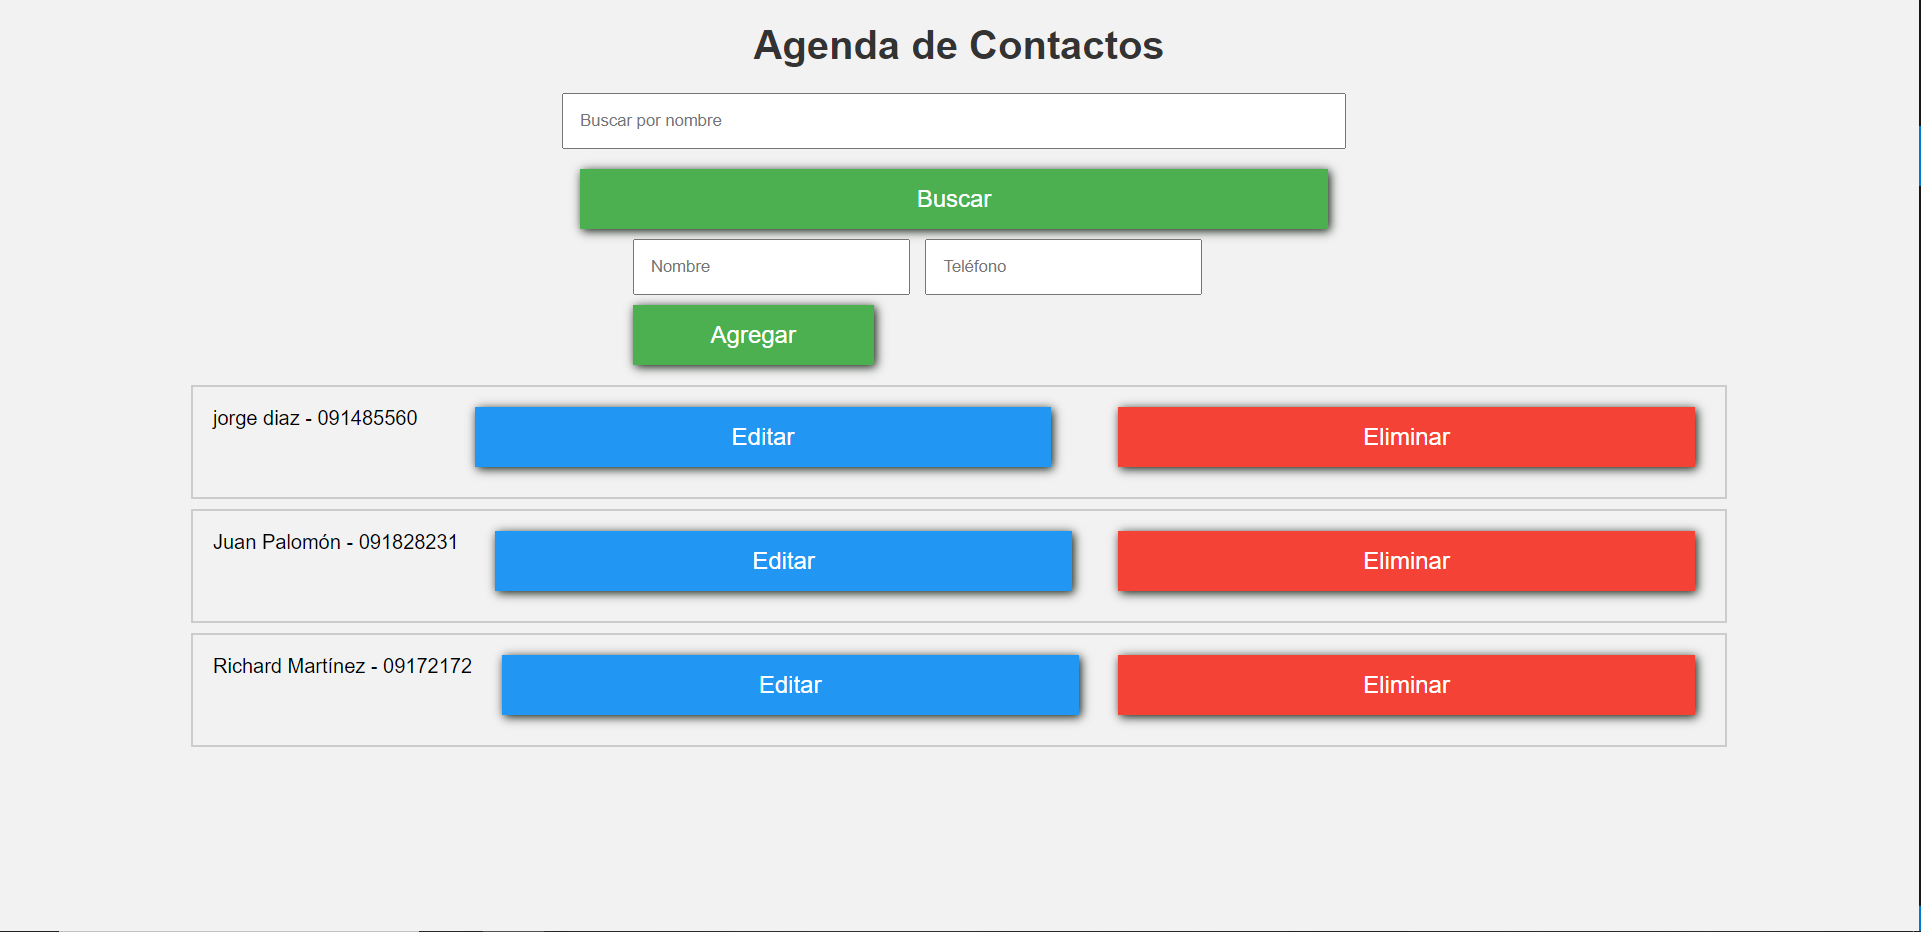 Agenda de Contactos
Buscar por nombre
Buscar
Nombre Teléfono
Agregar
jorge diaz - 091485560 Editar Eliminar
Juan Palomón - 091828231 Editar Eliminar
Richard Martínez - 09172172 Editar Eliminar